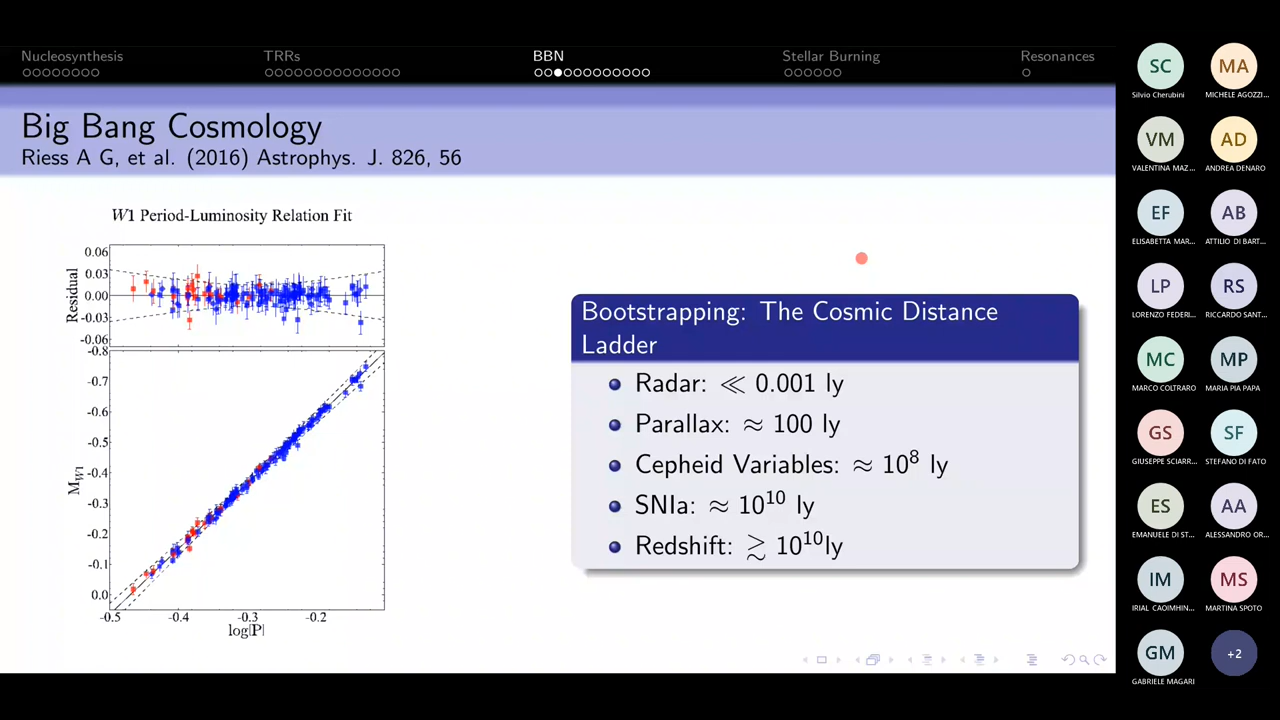 Nucleosynthesis TRRs BBN Stellar Burning Resonances
Big Bang Cosmology
Riess A G, et al. (2016) Astrophys. J. 826, 56
W1 Period-Luminosity Relation Fit
Residual
0.06
0.03
0.00
-0.03
-0.06
M_W1
-0.8
-0.7
-0.6
-0.5
-0.4
-0.3
-0.2
-0.1
0.0
-0.5 -0.4 -0.3 -0.2
log[P]
Bootstrapping: The Cosmic Distance
Ladder
Radar: ≪ 0.001 ly
Parallax: ≈ 100 ly
Cepheid Variables: ≈ 10⁸ ly
SNIa: ≈ 10¹⁰ ly
Redshift: ≳ 10¹⁰ly
SC MA
Silvio Cherubini MICHELE AGOZZI...
VM AD
VALENTINA MAZ... ANDREA DENARO
EF AB
ELISABETTA MAR... ATTILIO DI BART...
LP RS
LORENZO FEDERI... RICCARDO SANT...
MC MP
MARCO COLTRARO MARIA PIA PAPA
GS SF
GIUSEPPE SCIARR... STEFANO DI FATO
ES AA
EMANUELE DI ST... ALESSANDRO OR...
IM MS
IRIAL CAOIMHIN... MARTINA SPOTO
GM +2
GABRIELE MAGARI